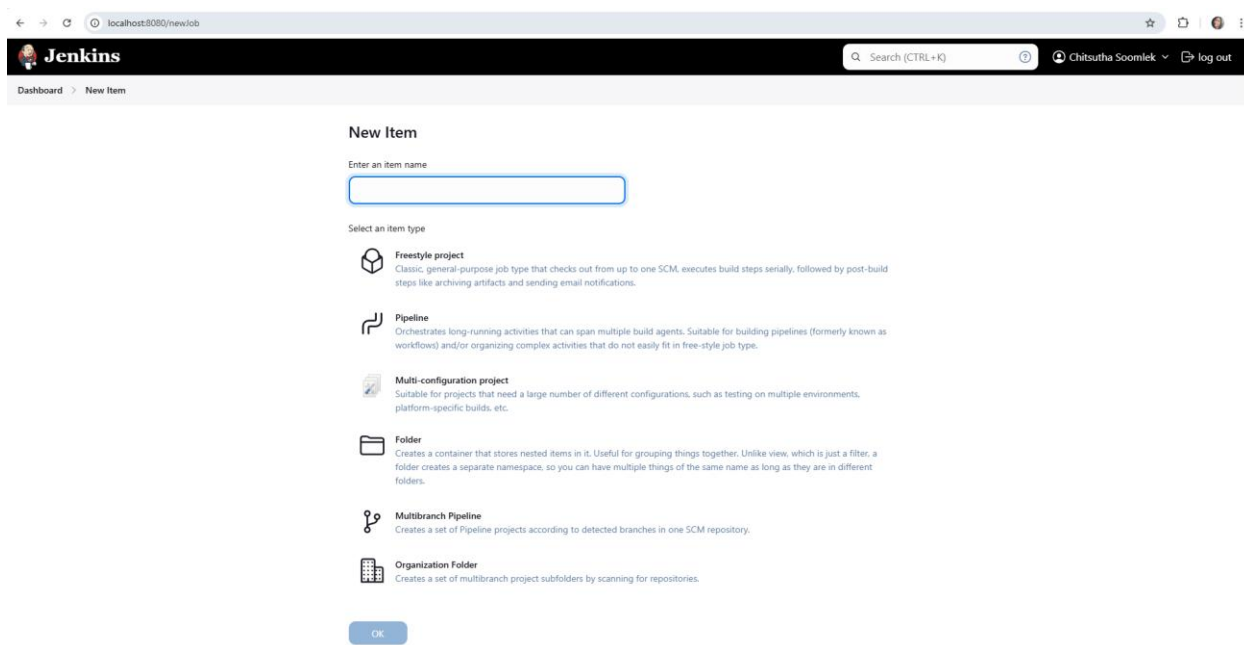 localhost:8080/newJob
Jenkins
Search (CTRL+K)
Chitsutha Soomlek
log out
Dashboard > New Item
New Item
Enter an item name
Select an item type
Freestyle project
Classic, general-purpose job type that checks out from up to one SCM, executes build steps serially, followed by post-build
steps like archiving artifacts and sending email notifications.
Pipeline
Orchestrates long-running activities that can span multiple build agents. Suitable for building pipelines (formerly known as
workflows) and/or organizing complex activities that do not easily fit in free-style job type.
Multi-configuration project
Suitable for projects that need a large number of different configurations, such as testing on multiple environments,
platform-specific builds, etc.
Folder
Creates a container that stores nested items in it. Useful for grouping things together. Unlike view, which is just a filter, a
folder creates a separate namespace, so you can have multiple things of the same name as long as they are in different
folders.
Multibranch Pipeline
Creates a set of Pipeline projects according to detected branches in one SCM repository.
Organization Folder
Creates a set of multibranch project subfolders by scanning for repositories.
OK